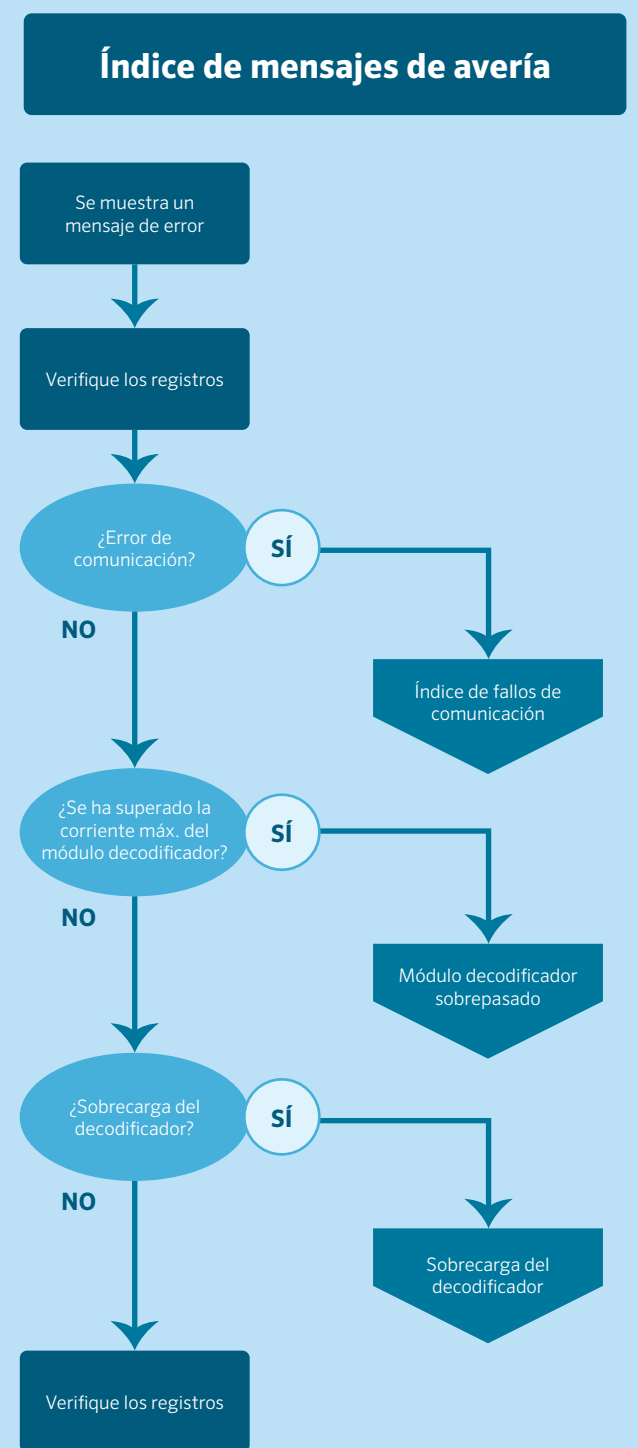 Índice de mensajes de avería
Se muestra un
mensaje de error
Verifique los registros
¿Error de
comunicación?
SÍ
NO
Índice de fallos de
comunicación
¿Se ha superado la
corriente máx. del
módulo decodificador?
SÍ
NO
Módulo decodificador
sobrepasado
¿Sobrecarga del
decodificador?
SÍ
NO
Sobrecarga del
decodificador
Verifique los registros